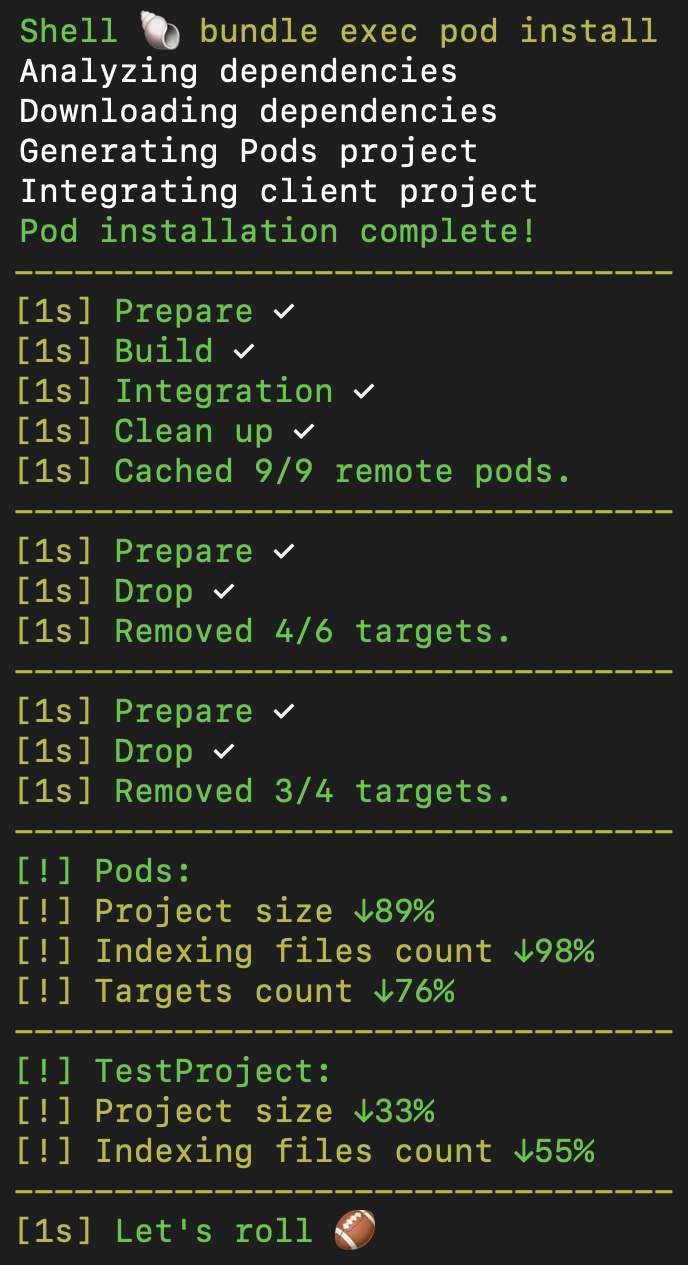 Shell 🐚 bundle exec pod install
Analyzing dependencies
Downloading dependencies
Generating Pods project
Integrating client project
Pod installation complete!
---------------------------------
[1s] Prepare ✓
[1s] Build ✓
[1s] Integration ✓
[1s] Clean up ✓
[1s] Cached 9/9 remote pods.
---------------------------------
[1s] Prepare ✓
[1s] Drop ✓
[1s] Removed 4/6 targets.
---------------------------------
[1s] Prepare ✓
[1s] Drop ✓
[1s] Removed 3/4 targets.
---------------------------------
[!] Pods:
[!] Project size ↓89%
[!] Indexing files count ↓98%
[!] Targets count ↓76%
---------------------------------
[!] TestProject:
[!] Project size ↓33%
[!] Indexing files count ↓55%
---------------------------------
[1s] Let's roll 🏈